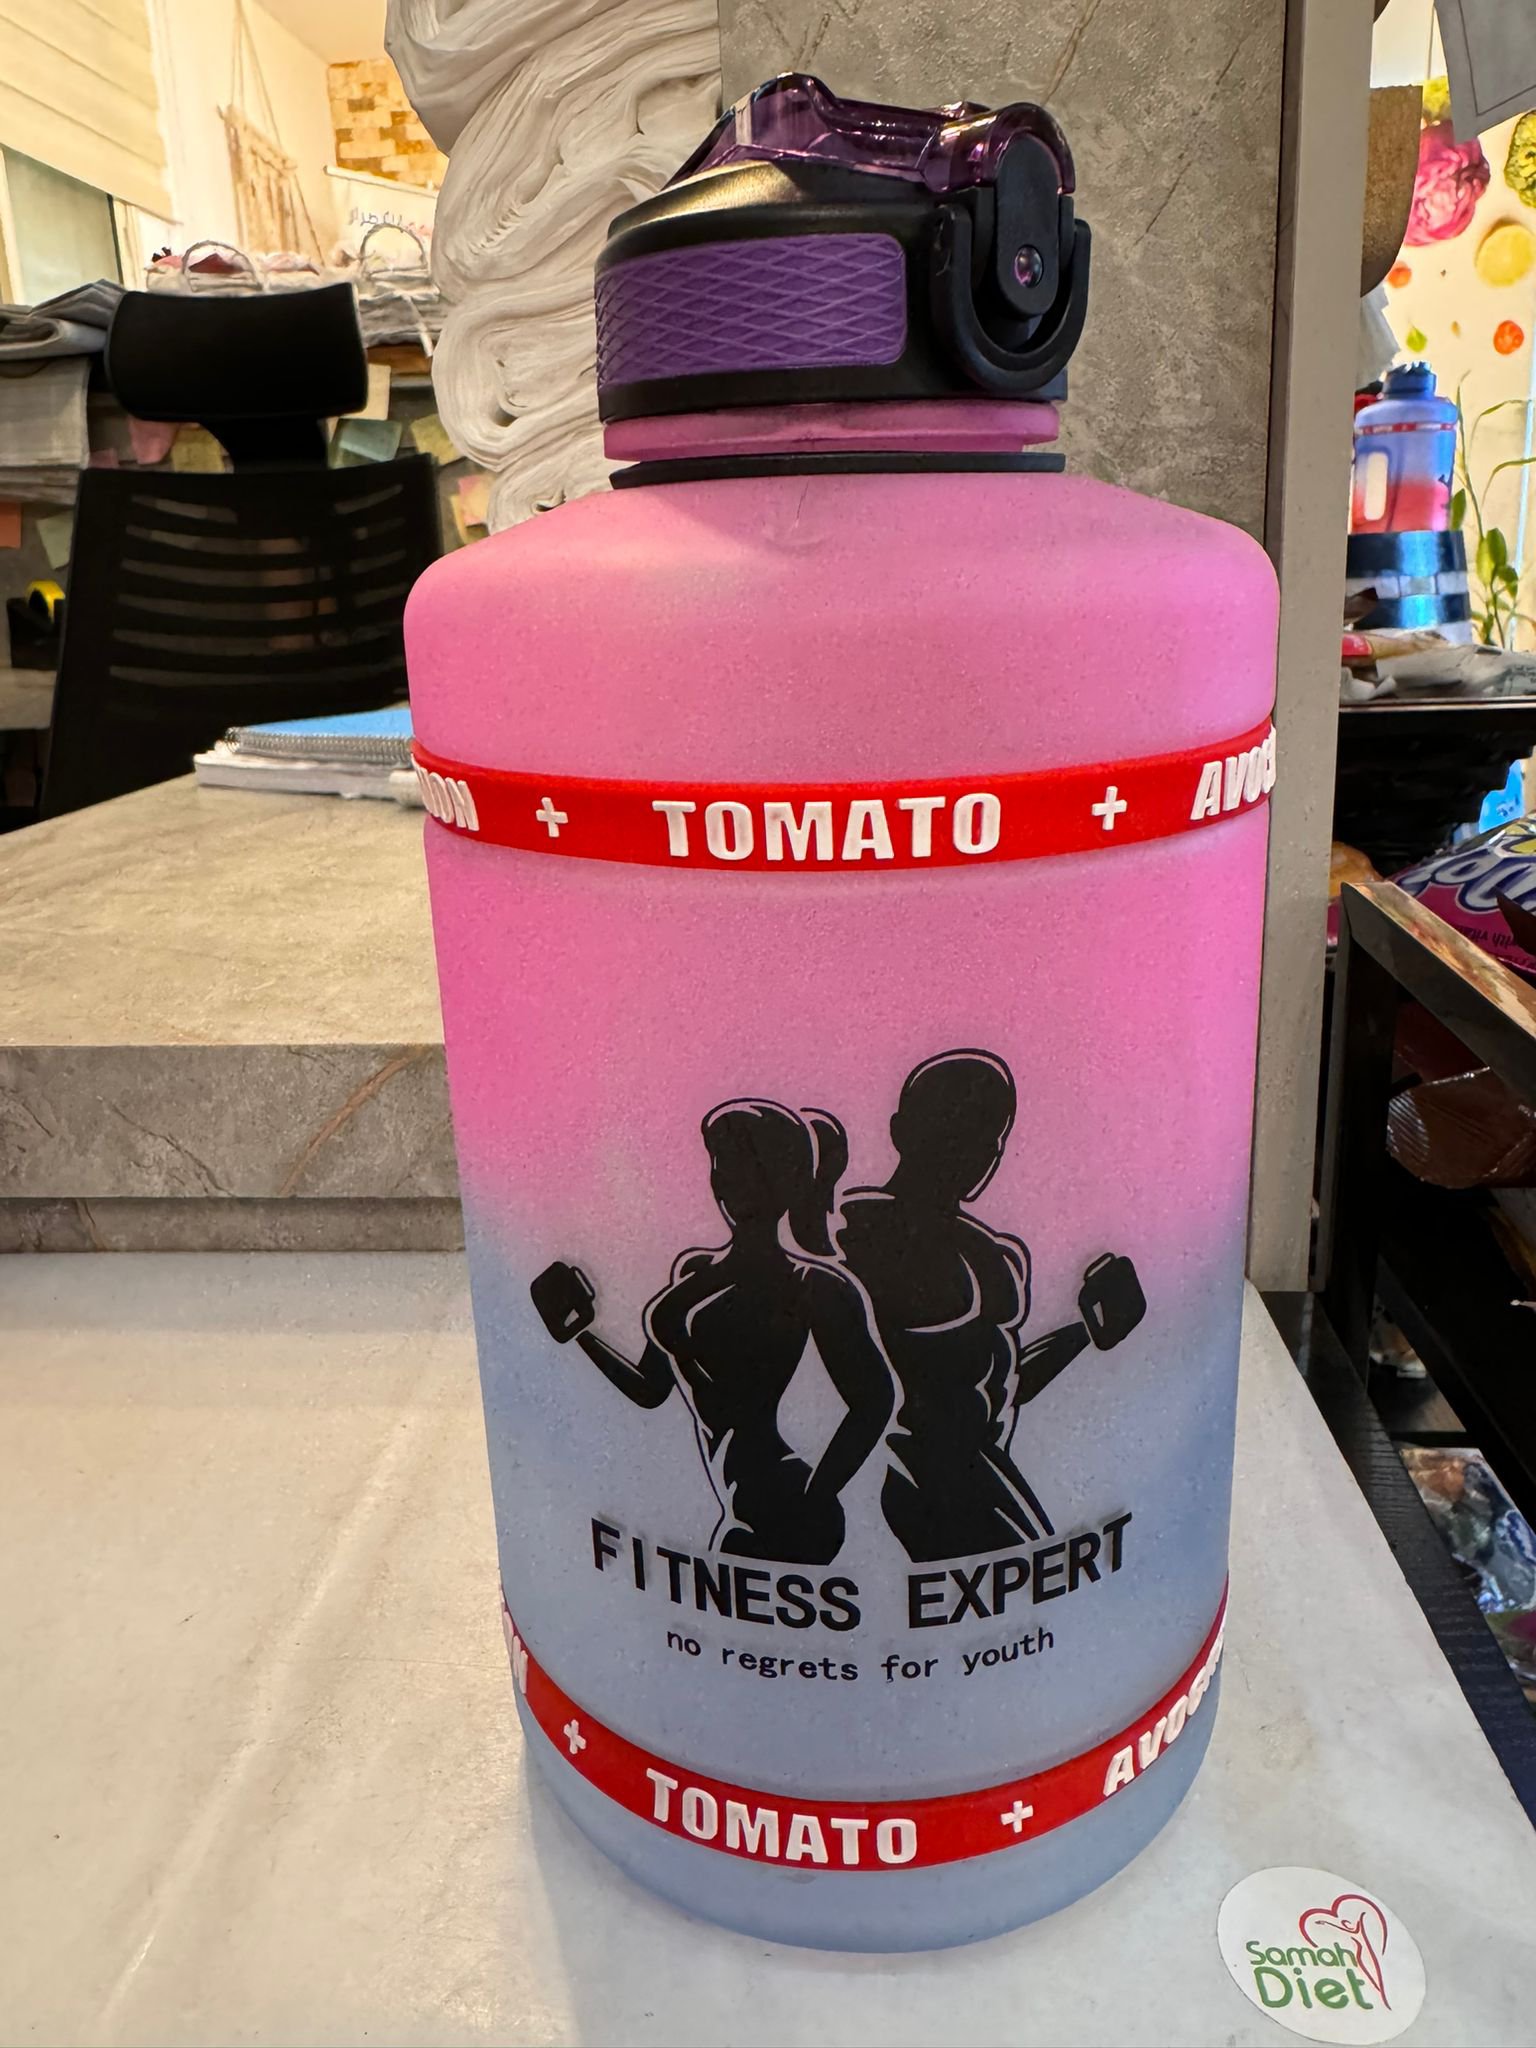 + TOMATO +
FITNESS EXPERT
no regrets for youth
+ TOMATO +
Samah
Diet